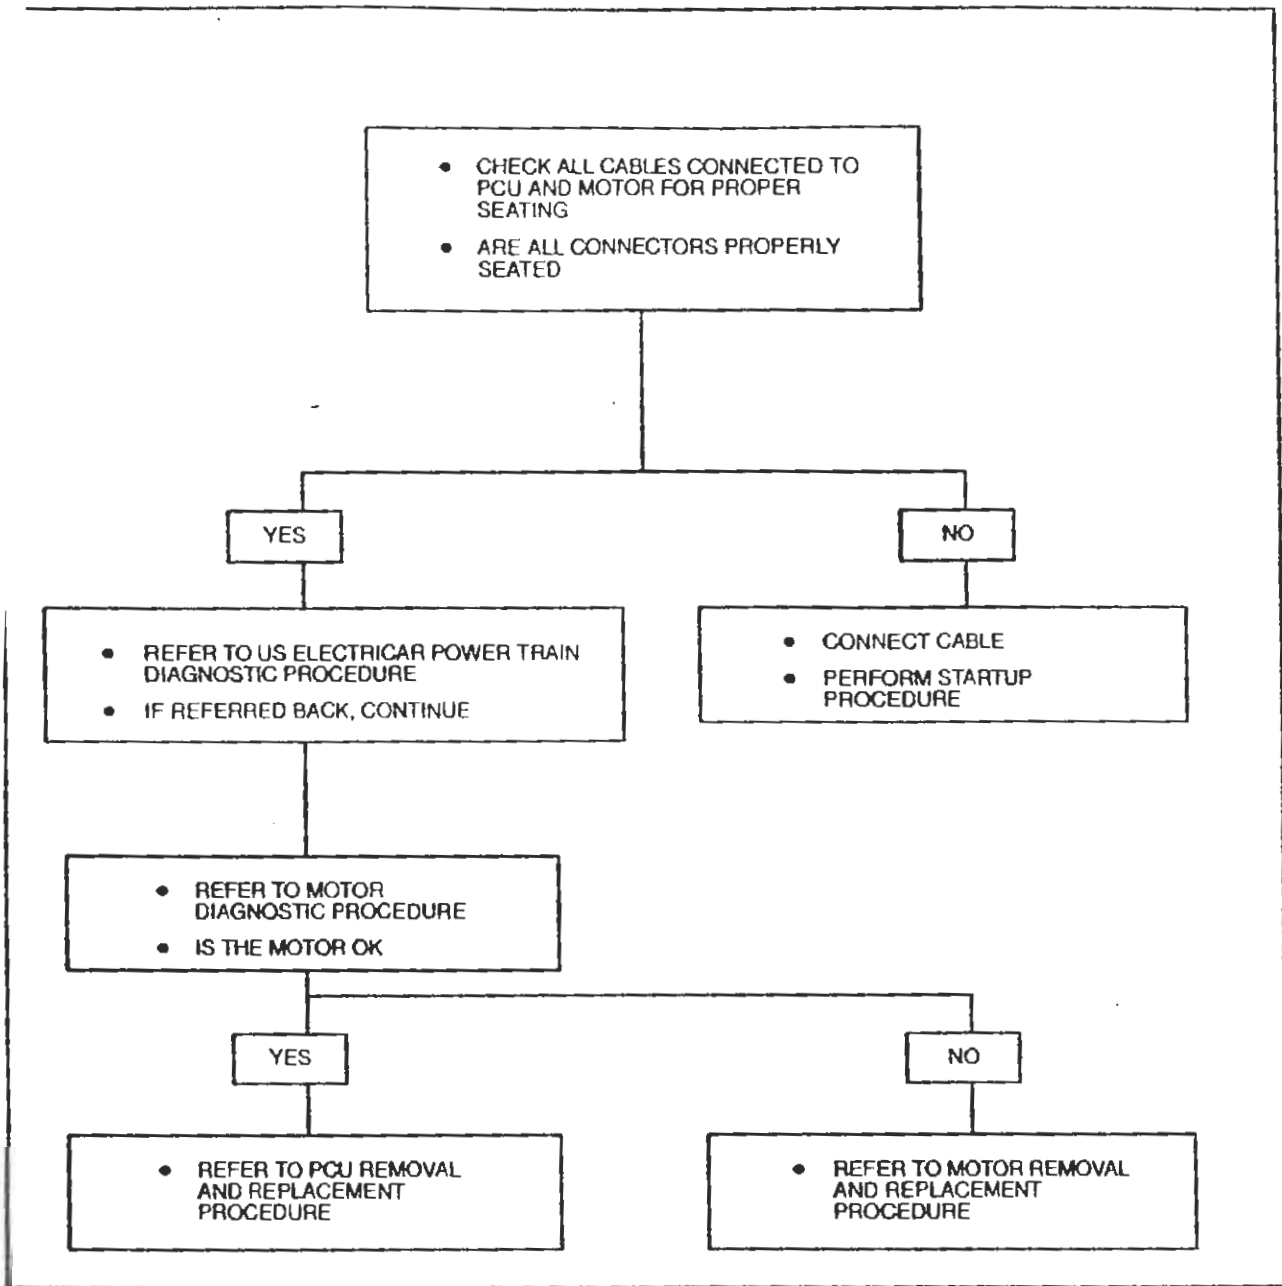 • CHECK ALL CABLES CONNECTED TO
PCU AND MOTOR FOR PROPER
SEATING
• ARE ALL CONNECTORS PROPERLY
SEATED
YES
NO
• REFER TO US ELECTRICAR POWER TRAIN
DIAGNOSTIC PROCEDURE
• IF REFERRED BACK, CONTINUE
• CONNECT CABLE
• PERFORM STARTUP
PROCEDURE
• REFER TO MOTOR
DIAGNOSTIC PROCEDURE
• IS THE MOTOR OK
YES
NO
• REFER TO PCU REMOVAL
AND REPLACEMENT
PROCEDURE
• REFER TO MOTOR REMOVAL
AND REPLACEMENT
PROCEDURE